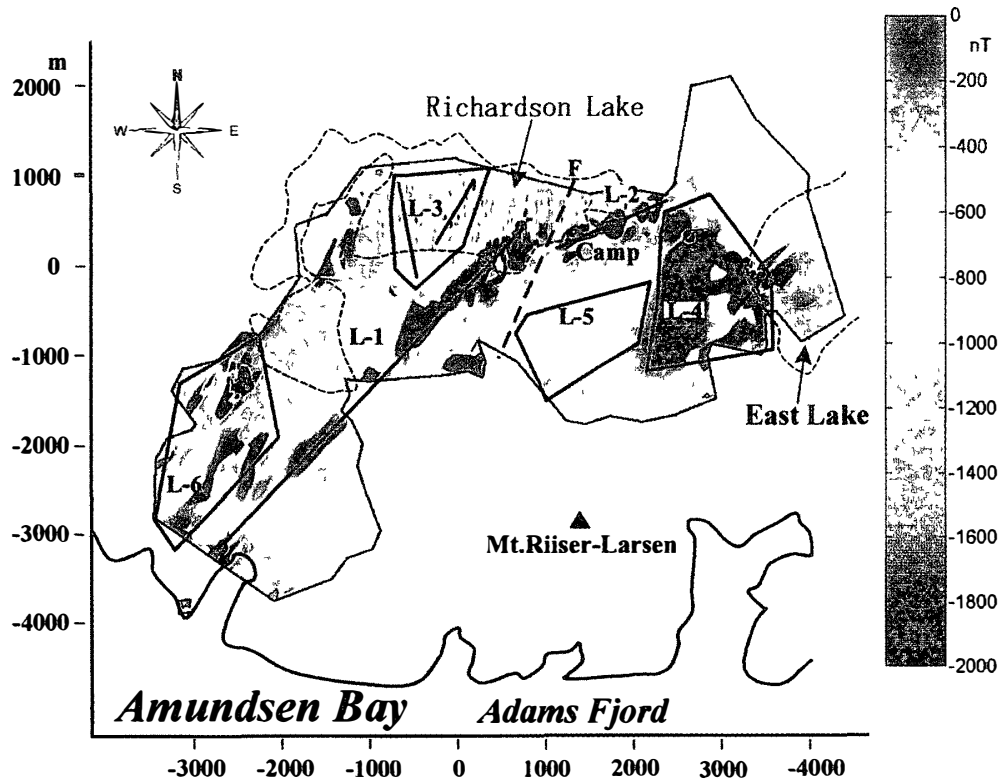 0
nT
-200
-400
-600
-800
-1000
-1200
-1400
-1600
-1800
-2000
m
2000
1000
0
-1000
-2000
-3000
-4000
N
W
E
S
Richardson Lake
F
L-2
L-3
Camp
L-1
L-5
L-4
East Lake
L-6
Mt.Riiser-Larsen
Amundsen Bay
Adams Fjord
-3000 -2000 -1000 0 1000 2000 3000 -4000